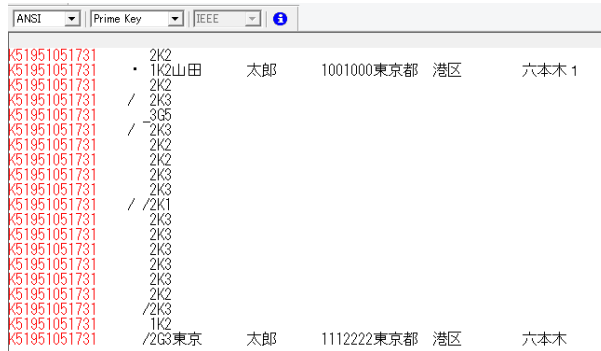 ANSI Prime Key IEEE
K51951051731 2K2
K51951051731 ・ 1K2山田 太郎 1001000東京都 港区 六本木 1
K51951051731 2K2
K51951051731 / 2K3
K51951051731 _3G5
K51951051731 / 2K3
K51951051731 2K2
K51951051731 2K2
K51951051731 2K3
K51951051731 2K3
K51951051731 / /2K1
K51951051731 2K3
K51951051731 2K3
K51951051731 2K3
K51951051731 2K3
K51951051731 2K3
K51951051731 2K2
K51951051731 /2K3
K51951051731 1K2
K51951051731 /2G3東京 太郎 1112222東京都 港区 六本木